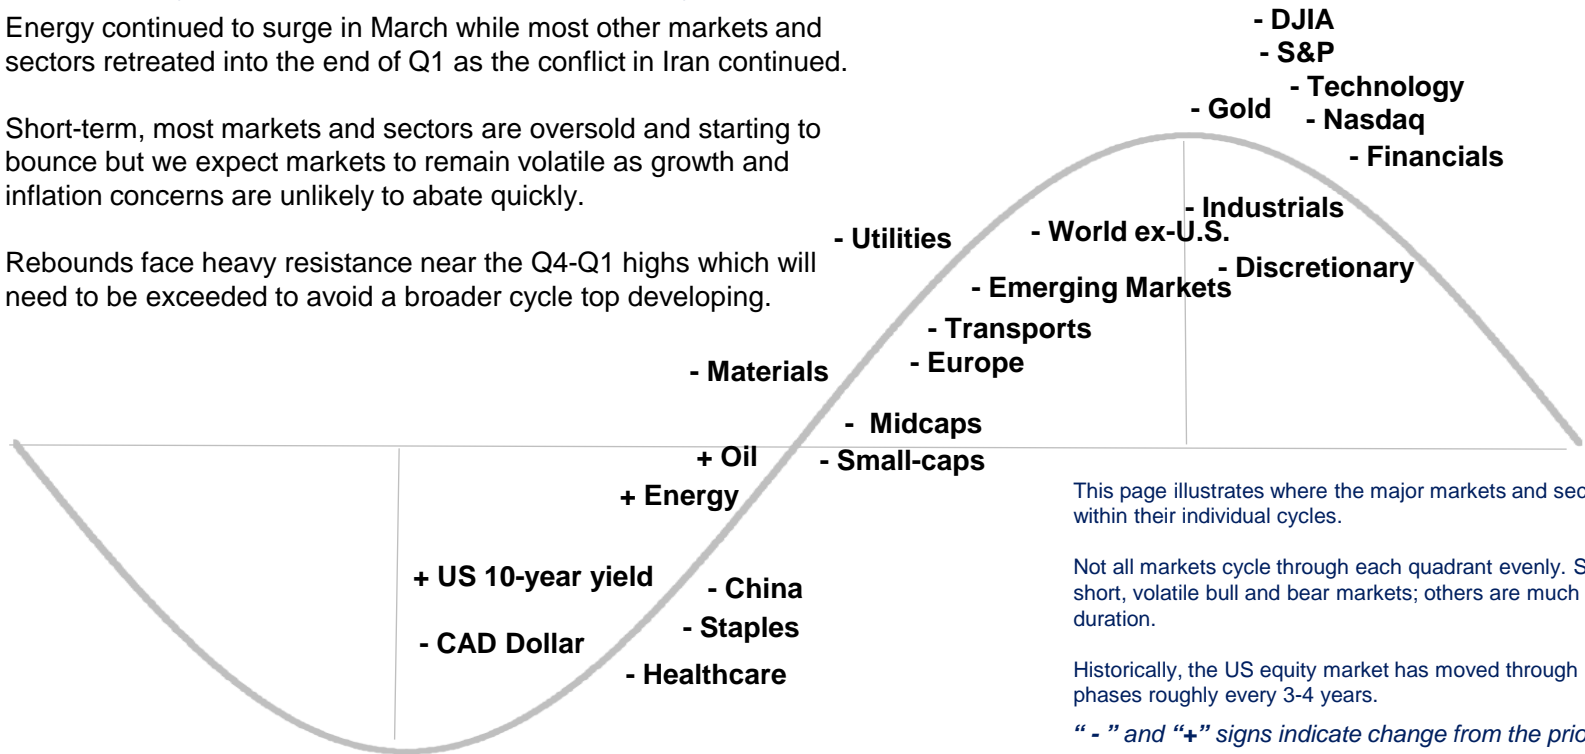 Energy continued to surge in March while most other markets and
sectors retreated into the end of Q1 as the conflict in Iran continued.
Short-term, most markets and sectors are oversold and starting to
bounce but we expect markets to remain volatile as growth and
inflation concerns are unlikely to abate quickly.
Rebounds face heavy resistance near the Q4-Q1 highs which will
need to be exceeded to avoid a broader cycle top developing.
- DJIA
- S&P
- Technology
- Gold
- Nasdaq
- Financials
- Industrials
- Utilities
- World ex-U.S.
- Discretionary
- Emerging Markets
- Transports
- Europe
- Materials
- Midcaps
+ Oil
- Small-caps
+ Energy
+ US 10-year yield
- China
- Staples
- CAD Dollar
- Healthcare
This page illustrates where the major markets and
within their individual cycles.
Not all markets cycle through each quadrant evenly.
short, volatile bull and bear markets; others are much
duration.
Historically, the US equity market has moved through
phases roughly every 3-4 years.
“ - ” and “+” signs indicate change from the